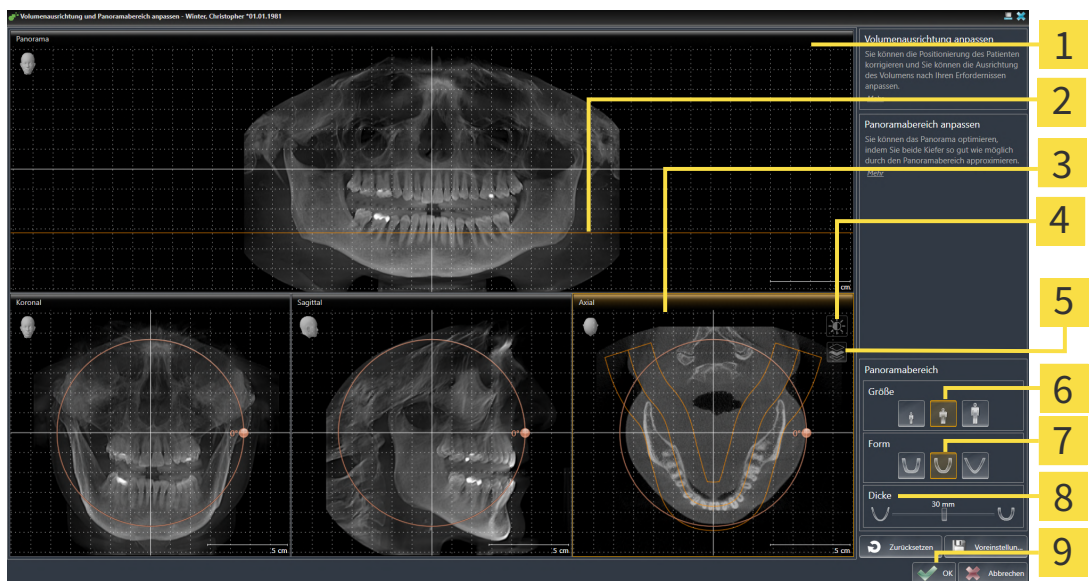 Volumenausrichtung und Panoramabereich anpassen - Winter, Christopher *01.01.1981
Panorama
cm
Koronal
0°
.5 cm
Sagittal
0°
.5 cm
Axial
0°
.5 cm
Volumenausrichtung anpassen
Sie können die Positionierung des Patienten
korrigieren und Sie können die Ausrichtung
des Volumens nach Ihren Erfordernissen
anpassen.
Mehr
Panoramabereich anpassen
Sie können das Panorama optimieren,
indem Sie beide Kiefer so gut wie möglich
durch den Panoramabereich approximieren.
Mehr
Panoramabereich
Größe
Form
Dicke
30 mm
Zurücksetzen
Voreinstellun...
OK
Abbrechen
1
2
3
4
5
6
7
8
9